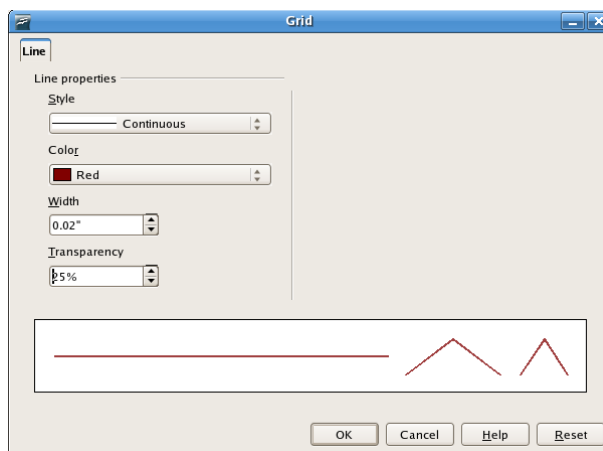 Grid
Line
Line properties
Style
Continuous
Color
Red
Width
0.02"
Transparency
25%
OK Cancel Help Reset